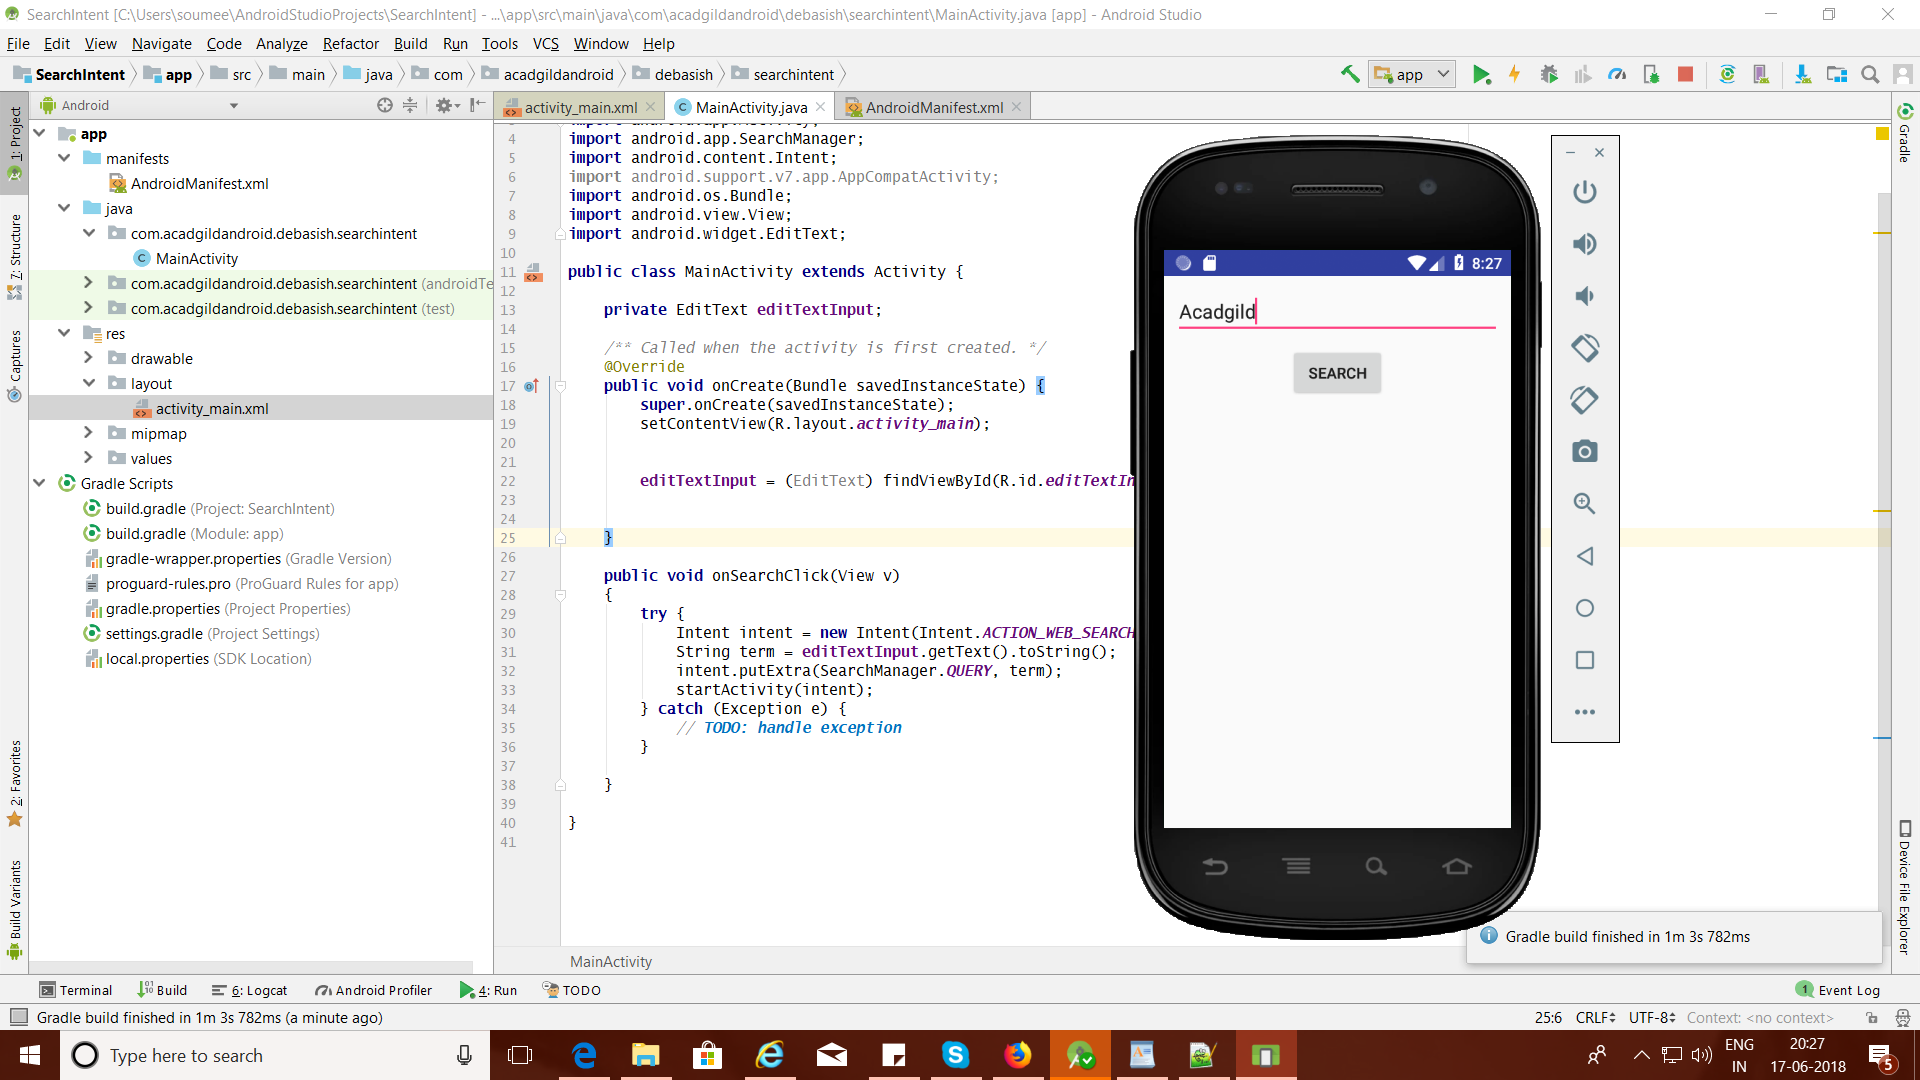 SearchIntent [C:\Users\soumee\AndroidStudioProjects\SearchIntent] - ...\app\src\main\java\com\acadgildandroid\debasish\searchintent\MainActivity.java [app] - Android Studio
File Edit View Navigate Code Analyze Refactor Build Run Tools VCS Window Help
SearchIntent app src main java com acadgildandroid debasish searchintent
app
Android
activity_main.xml
MainActivity.java
AndroidManifest.xml
1: Project
7: Structure
Captures
2: Favorites
Build Variants
app
manifests
AndroidManifest.xml
java
com.acadgildandroid.debasish.searchintent
MainActivity
com.acadgildandroid.debasish.searchintent (androidTe
com.acadgildandroid.debasish.searchintent (test)
res
drawable
layout
activity_main.xml
mipmap
values
Gradle Scripts
build.gradle (Project: SearchIntent)
build.gradle (Module: app)
gradle-wrapper.properties (Gradle Version)
proguard-rules.pro (ProGuard Rules for app)
gradle.properties (Project Properties)
settings.gradle (Project Settings)
local.properties (SDK Location)
4 import android.app.SearchManager;
5 import android.content.Intent;
6 import android.support.v7.app.AppCompatActivity;
7 import android.os.Bundle;
8 import android.view.View;
9 import android.widget.EditText;
10
11 public class MainActivity extends Activity {
12
13 private EditText editTextInput;
14
15 /** Called when the activity is first created. */
16 @Override
17 public void onCreate(Bundle savedInstanceState) {
18 super.onCreate(savedInstanceState);
19 setContentView(R.layout.activity_main);
20
21
22 editTextInput = (EditText) findViewById(R.id.editTextIn
23
24
25 }
26
27 public void onSearchClick(View v)
28 {
29 try {
30 Intent intent = new Intent(Intent.ACTION_WEB_SEARCH
31 String term = editTextInput.getText().toString();
32 intent.putExtra(SearchManager.QUERY, term);
33 startActivity(intent);
34 } catch (Exception e) {
35 // TODO: handle exception
36 }
37
38 }
39
40 }
41
MainActivity
8:27
Acadgild
SEARCH
Gradle
Device File Explorer
Gradle build finished in 1m 3s 782ms
Terminal Build 6: Logcat Android Profiler 4: Run TODO
1 Event Log
Gradle build finished in 1m 3s 782ms (a minute ago)
25:6 CRLF UTF-8 Context: <no context>
Type here to search
ENG
IN
20:27
17-06-2018
5